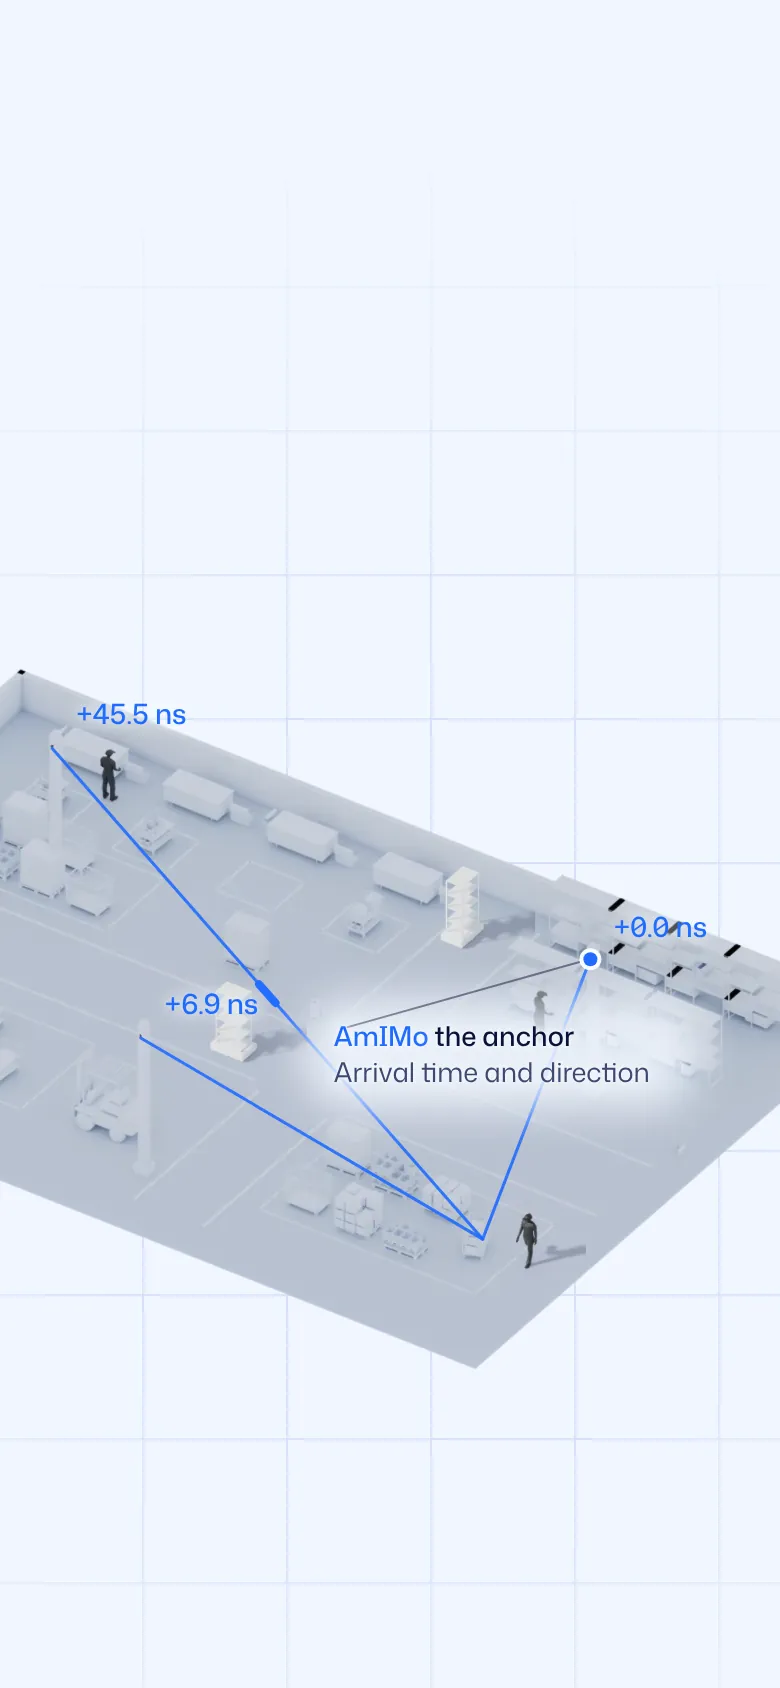 +45.5 ns
+0.0 ns
+6.9 ns
AmIMo the anchor
Arrival time and direction